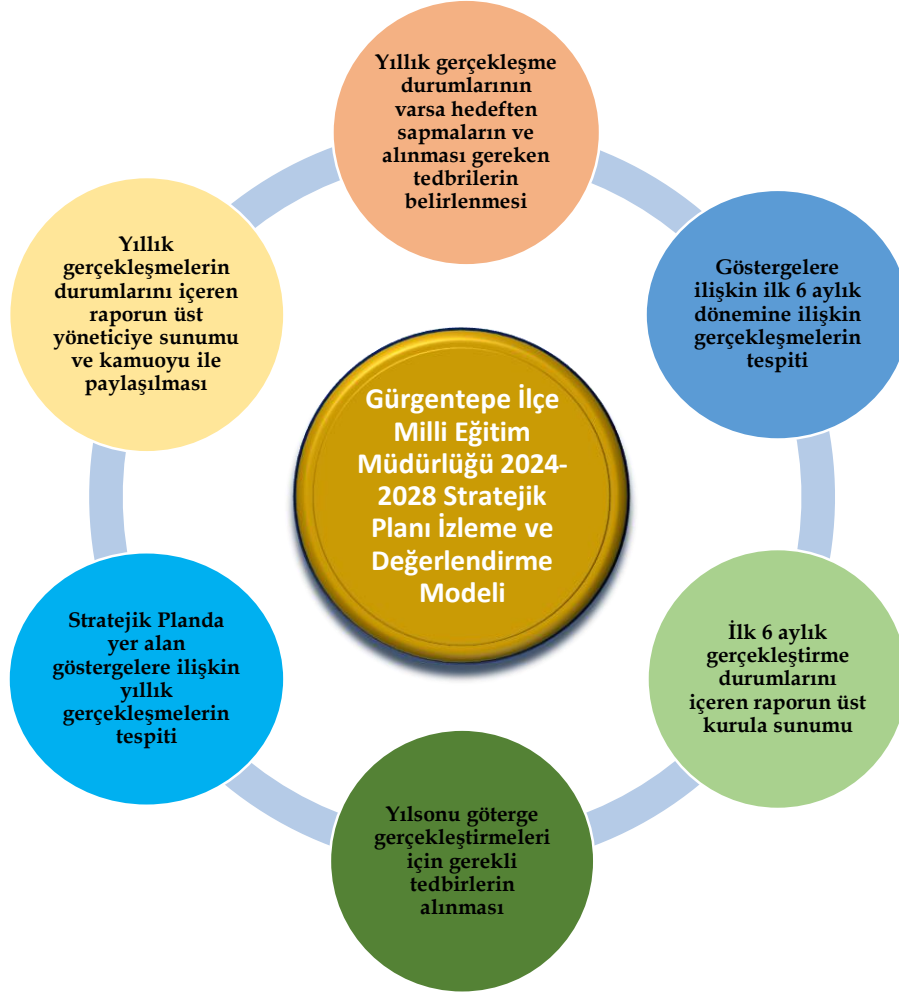 Yıllık gerçekleşme
durumlarının
varsa hedeften
sapmaların ve
alınması gereken
tedbrilerin
belirlenmesi
Göstergelere
ilişkin ilk 6 aylık
dönemine ilişkin
gerçekleşmelerin
tespiti
İlk 6 aylık
gerçekleştirme
durumlarını
içeren raporun üst
kurula sunumu
Yılsonu göterge
gerçekleştirmeleri
için gerekli
tedbirlerin
alınması
Stratejik Planda
yer alan
göstergelere ilişkin
yıllık
gerçekleşmelerin
tespiti
Yıllık
gerçekleşmelerin
durumlarını içeren
raporun üst
yöneticiye sunumu
ve kamuoyu ile
paylaşılması
Gürgentepe İlçe
Milli Eğitim
Müdürlüğü 2024-
2028 Stratejik
Planı İzleme ve
Değerlendirme
Modeli